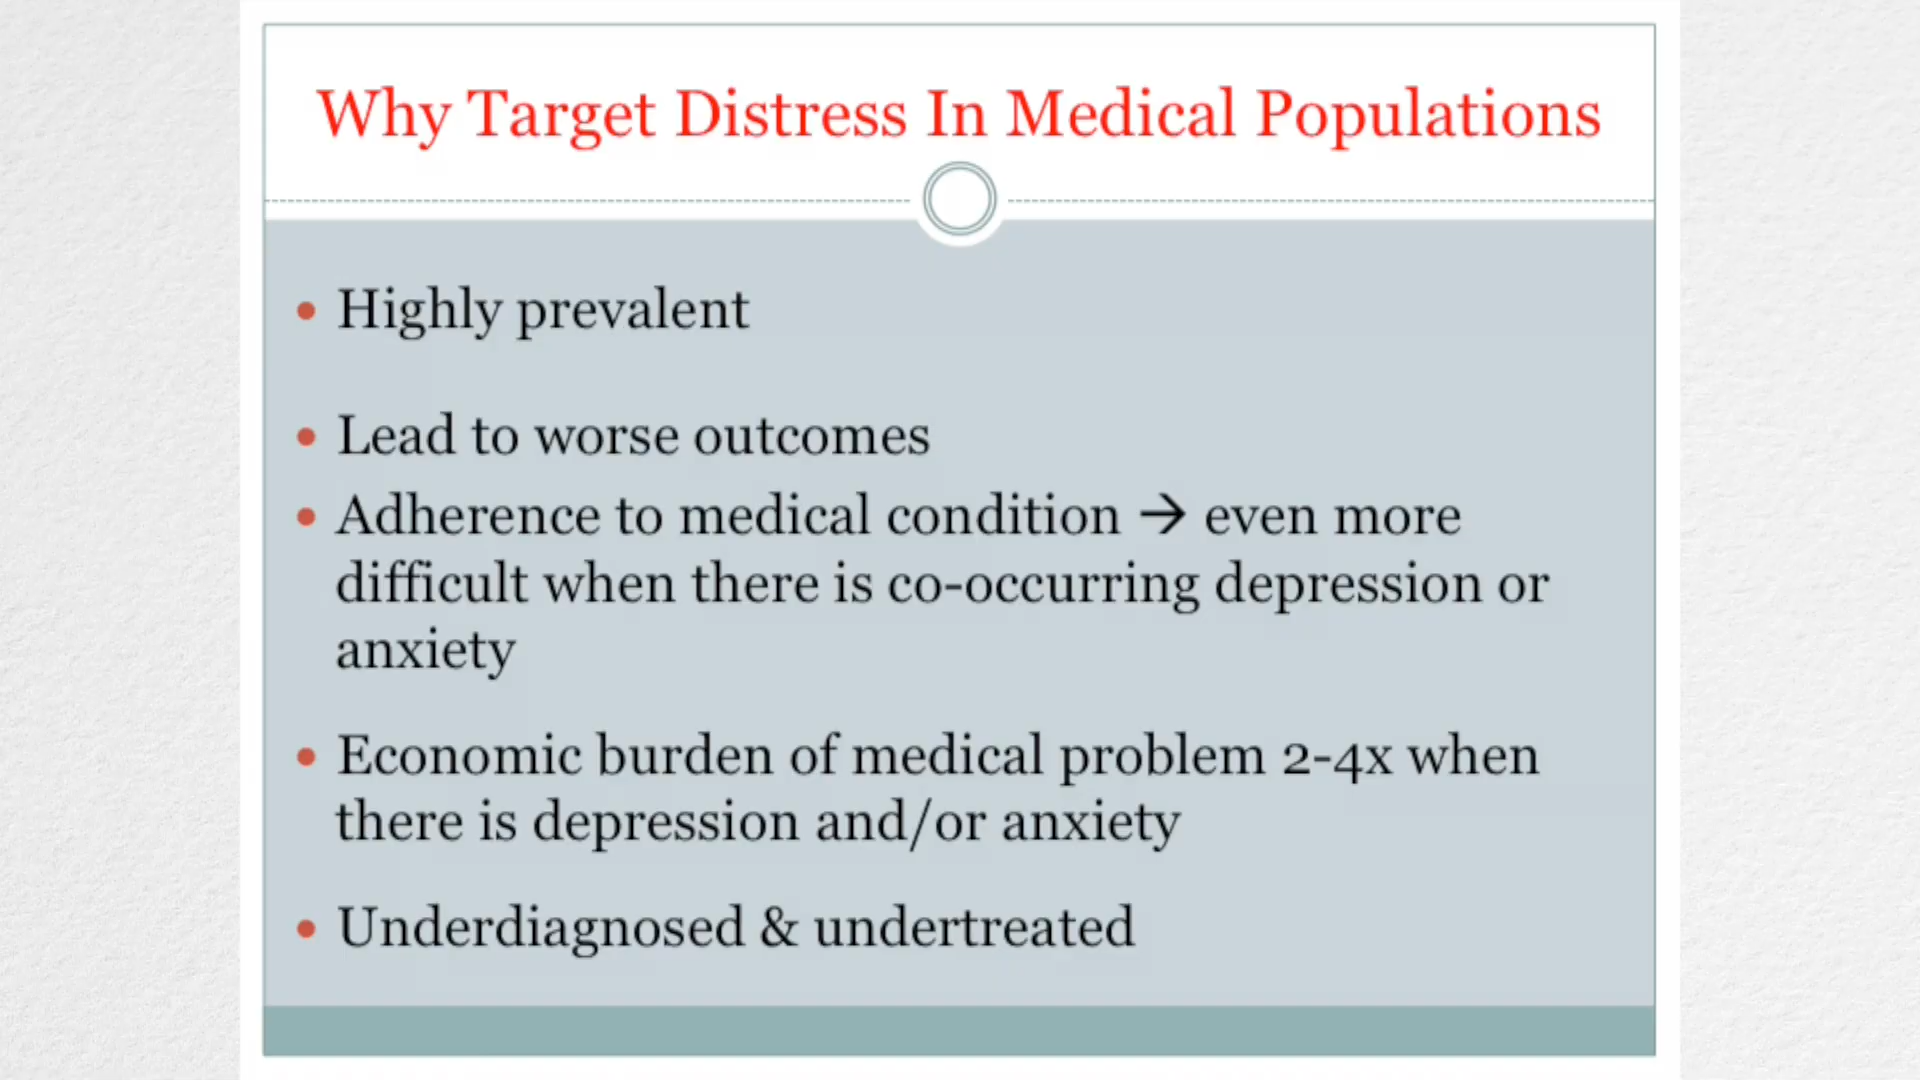 Why Target Distress In Medical Populations
• Highly prevalent
• Lead to worse outcomes
• Adherence to medical condition → even more
difficult when there is co-occurring depression or
anxiety
• Economic burden of medical problem 2-4x when
there is depression and/or anxiety
• Underdiagnosed & undertreated